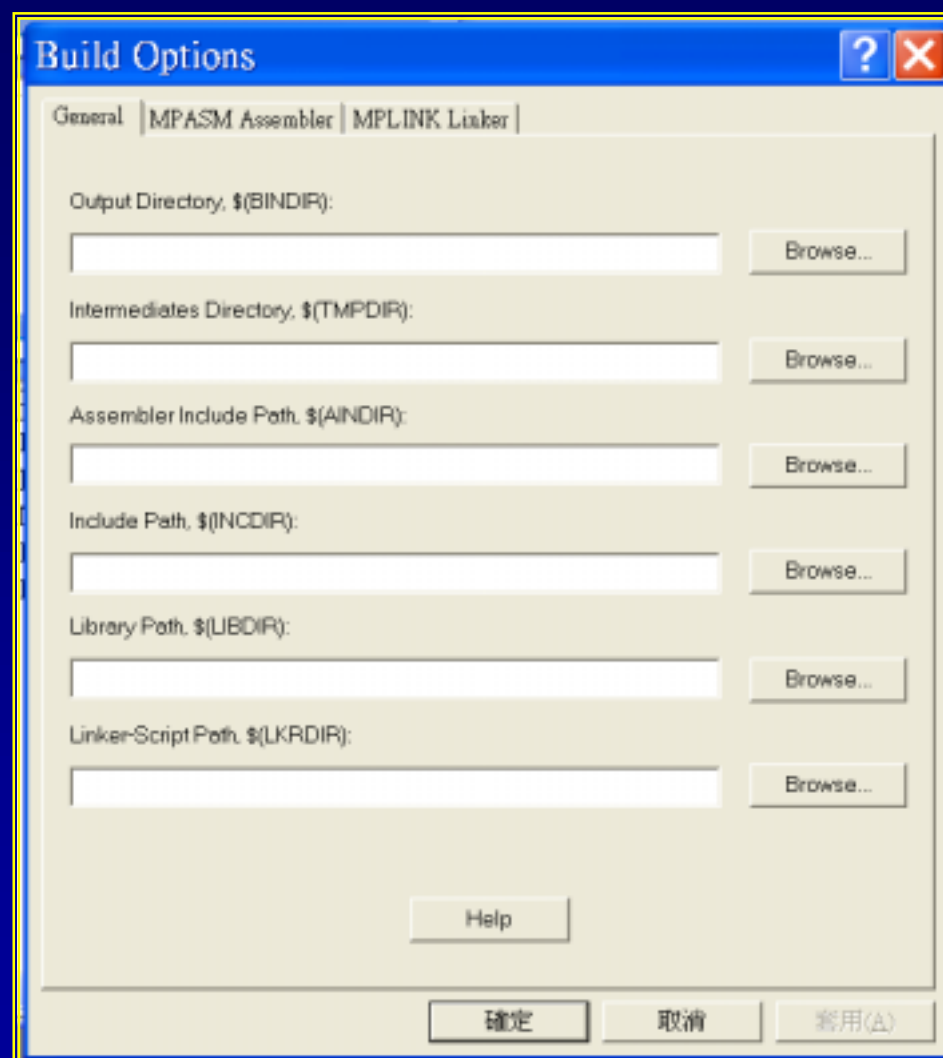 Build Options
General MPASM Assembler MPLINK Linker
Output Directory, $(BINDIR):
Browse...
Intermediates Directory, $(TMPDIR):
Browse...
Assembler Include Path, $(AINDIR):
Browse...
Include Path, $(INCDIR):
Browse...
Library Path, $(LIBDIR):
Browse...
Linker-Script Path, $(LKRDIR):
Browse...
Help
確定 取消 套用(A)